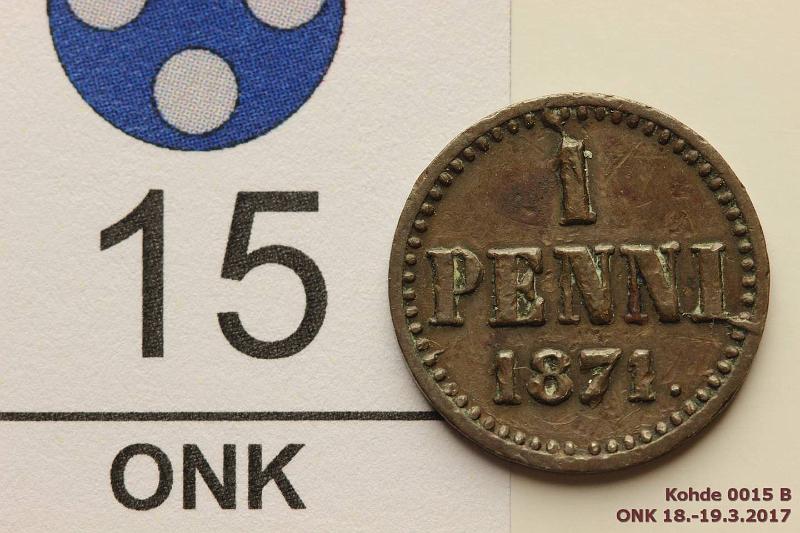 15
ONK
1
PENNI
1871.
Kohde 0015 B
ONK 18.-19.3.2017